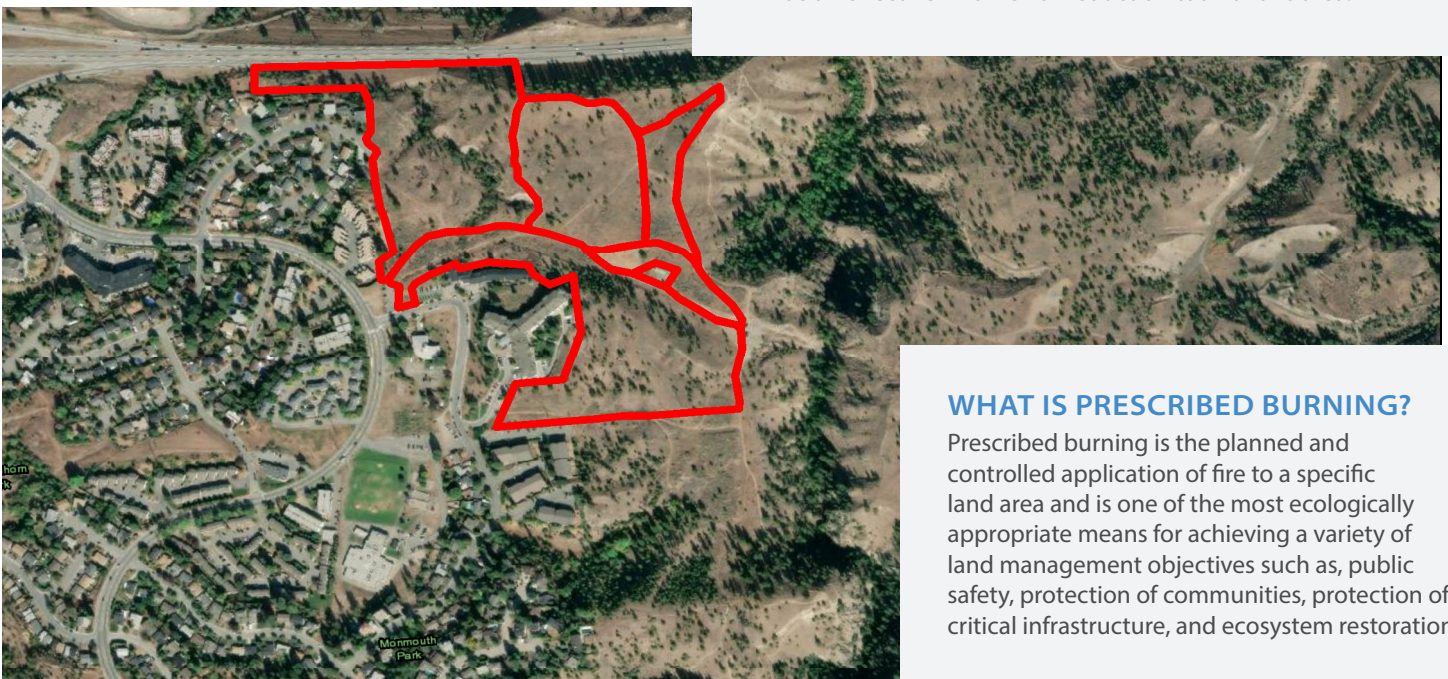 WHAT IS PRESCRIBED BURNING?
Prescribed burning is the planned and
controlled application of fire to a specific
land area and is one of the most ecologically
appropriate means for achieving a variety of
land management objectives such as, public
safety, protection of communities, protection of
critical infrastructure, and ecosystem restoration
horn
k
Monmouth
Park